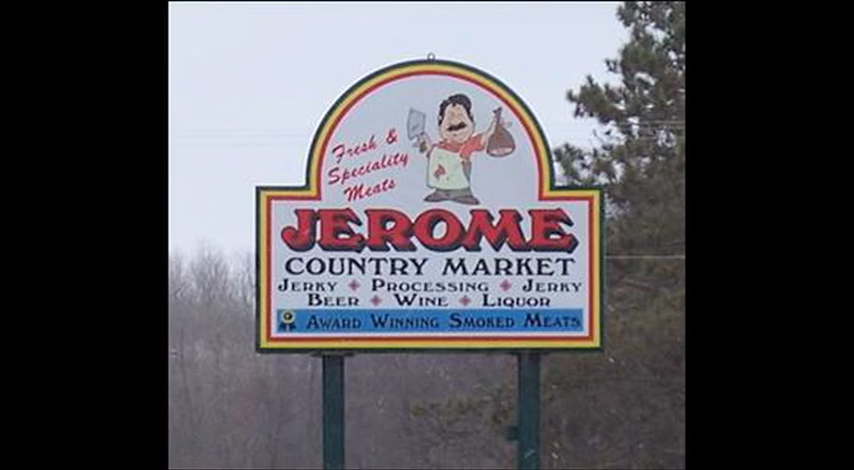 Fresh &
Speciality
Meats
JEROME
COUNTRY MARKET
JERKY PROCESSING JERKY
BEER WINE LIQUOR
AWARD WINNING SMOKED MEATS